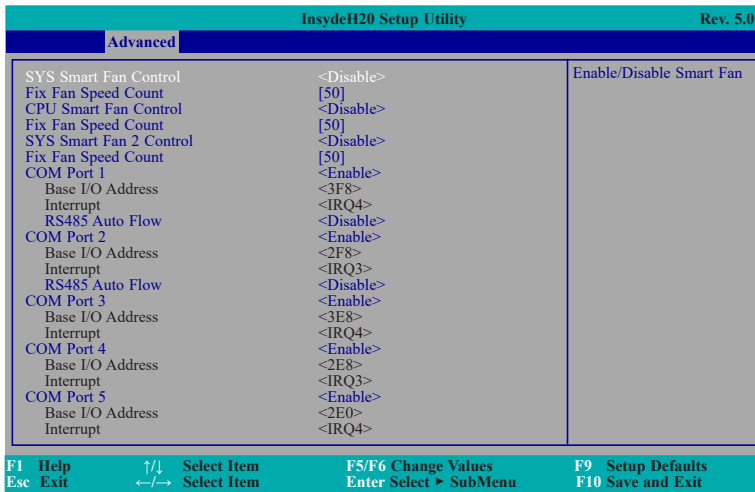 InsydeH20 Setup Utility Rev. 5.0
Advanced
SYS Smart Fan Control <Disable> Enable/Disable Smart Fan
Fix Fan Speed Count [50]
CPU Smart Fan Control <Disable>
Fix Fan Speed Count [50]
SYS Smart Fan 2 Control <Disable>
Fix Fan Speed Count [50]
COM Port 1 <Enable>
Base I/O Address <3F8>
Interrupt <IRQ4>
RS485 Auto Flow <Disable>
COM Port 2 <Enable>
Base I/O Address <2F8>
Interrupt <IRQ3>
RS485 Auto Flow <Disable>
COM Port 3 <Enable>
Base I/O Address <3E8>
Interrupt <IRQ4>
COM Port 4 <Enable>
Base I/O Address <2E8>
Interrupt <IRQ3>
COM Port 5 <Enable>
Base I/O Address <2E0>
Interrupt <IRQ4>
F1 Help ↑/↓ Select Item F5/F6 Change Values F9 Setup Defaults
Esc Exit ←/→ Select Item Enter Select ► SubMenu F10 Save and Exit